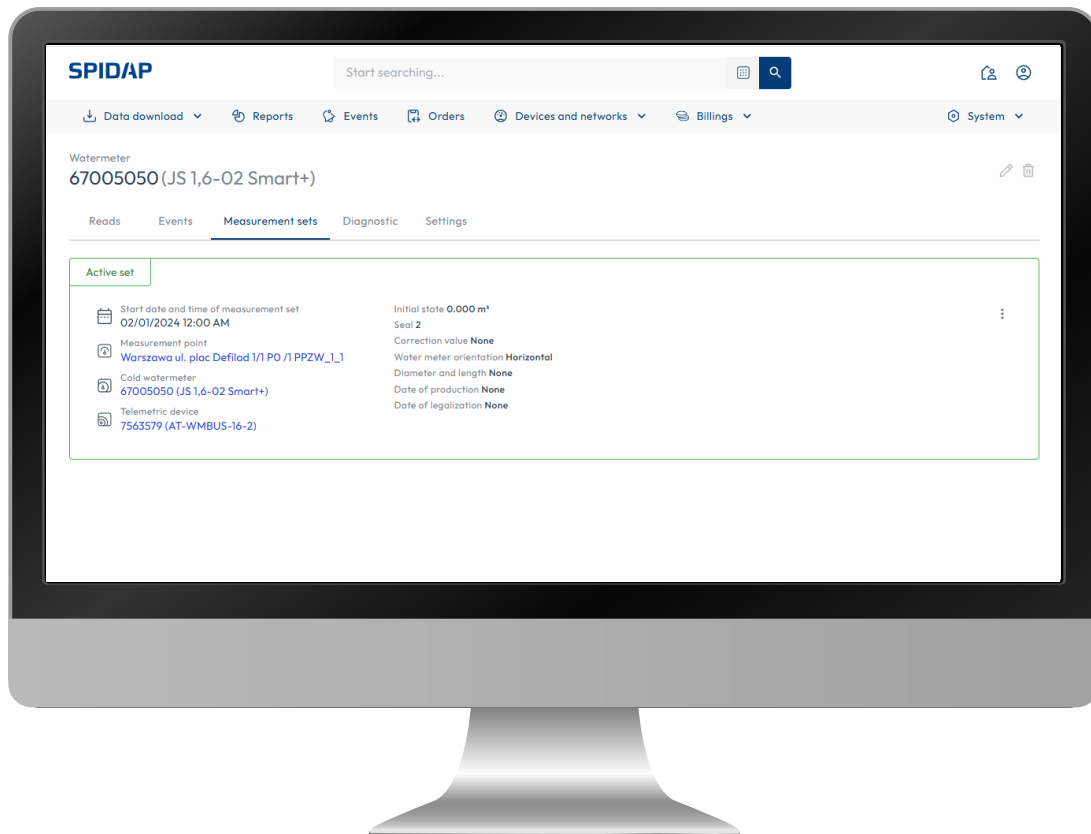 SPIDAP
Start searching...
Data download
Reports
Events
Orders
Devices and networks
Billings
System
Watermeter
67005050 (JS 1,6-02 Smart+)
Reads
Events
Measurement sets
Diagnostic
Settings
Active set
Start date and time of measurement set
02/01/2024 12:00 AM
Measurement point
Warszawa ul. plac Defilad 1/1 P0 /1 PPZW_1_1
Cold watermeter
67005050 (JS 1,6-02 Smart+)
Telemetric device
7563579 (AT-WMBUS-16-2)
Initial state 0.000 m³
Seal 2
Correction value None
Water meter orientation Horizontal
Diameter and length None
Date of production None
Date of legalization None